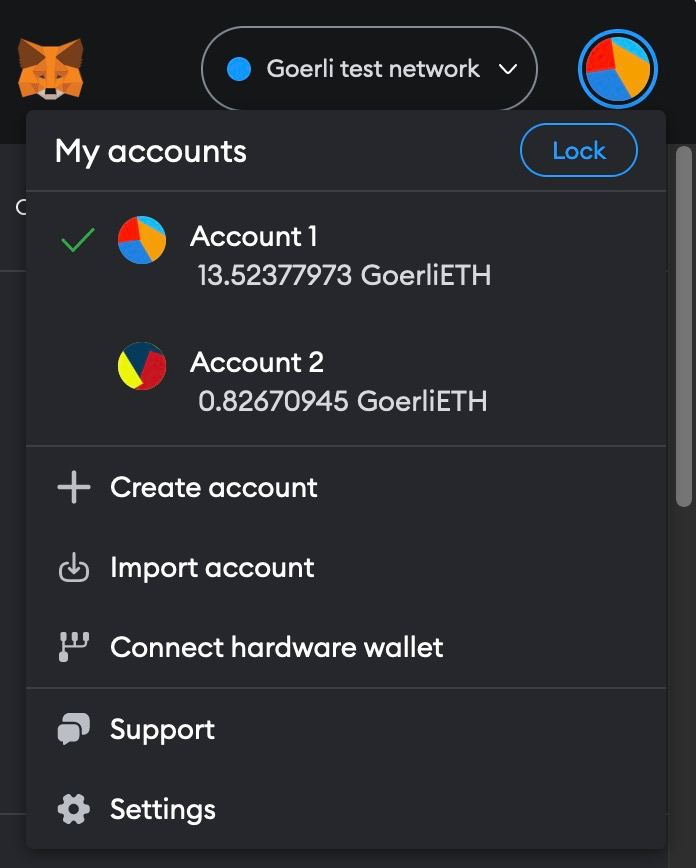 Goerli test network
My accounts
Lock
Account 1
13.52377973 GoerliETH
Account 2
0.82670945 GoerliETH
Create account
Import account
Connect hardware wallet
Support
Settings